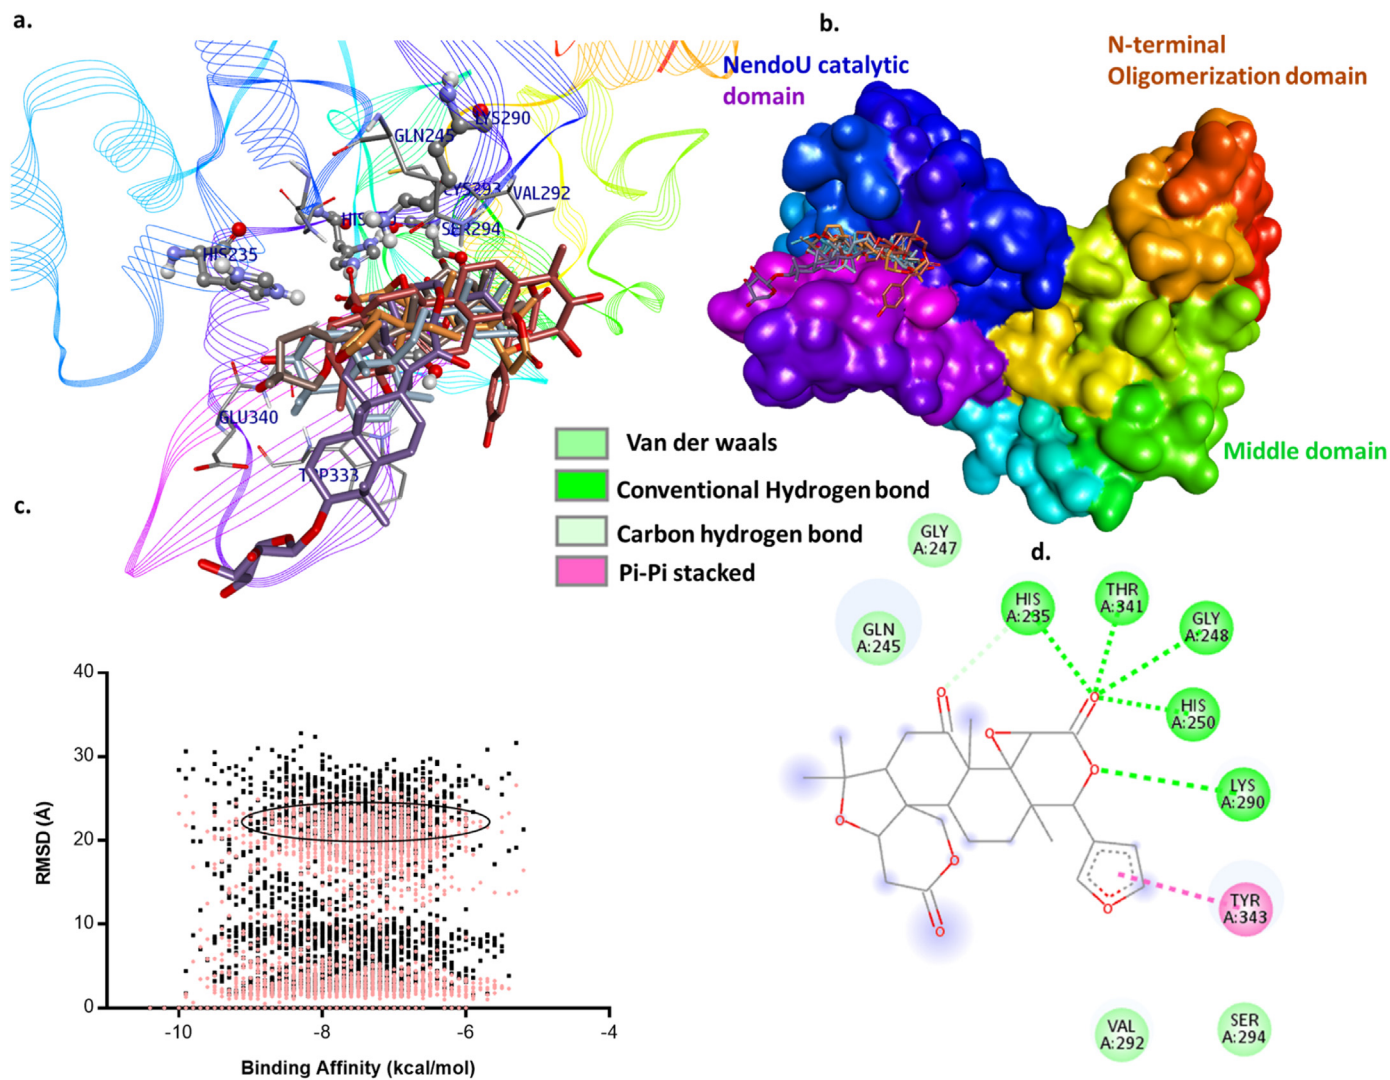 a.
GLN245
LYS290
CYS293
VAL292
SER294
HIS235
GLU340
TRP333
b.
NendoU catalytic
domain
N-terminal
Oligomerization domain
Middle domain
Van der waals
Conventional Hydrogen bond
Carbon hydrogen bond
Pi-Pi stacked
c.
40
30
20
10
0
RMSD (Å)
-10
-8
-6
-4
Binding Affinity (kcal/mol)
d.
GLY
A:247
GLN
A:245
HIS
A:235
THR
A:341
GLY
A:248
HIS
A:250
LYS
A:290
TYR
A:343
VAL
A:292
SER
A:294
O
O
O
O
O
O
O
O